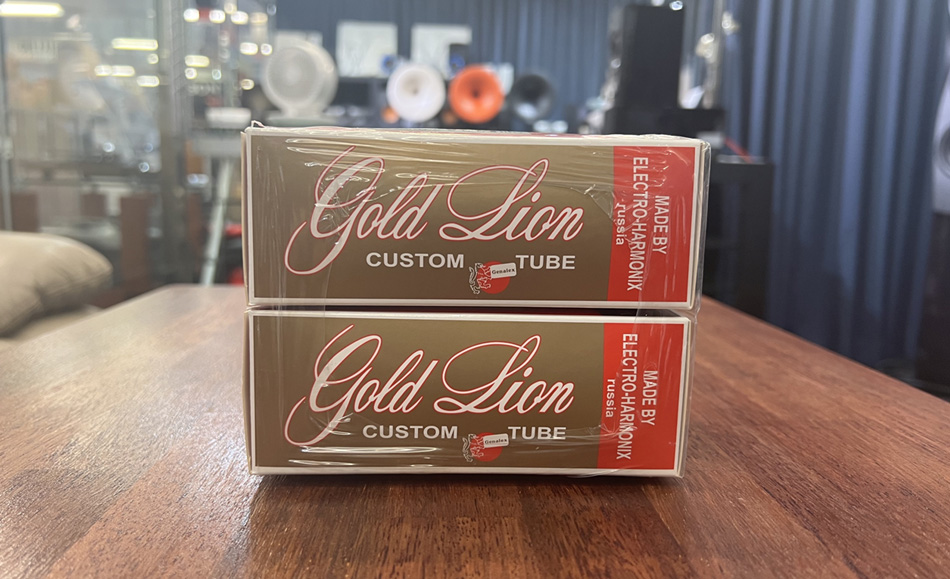 Gold Lion
CUSTOM TUBE
Genalex
MADE BY
ELECTRO-HARMONIX
russia
Gold Lion
CUSTOM TUBE
Genalex
MADE BY
ELECTRO-HARMONIX
russia